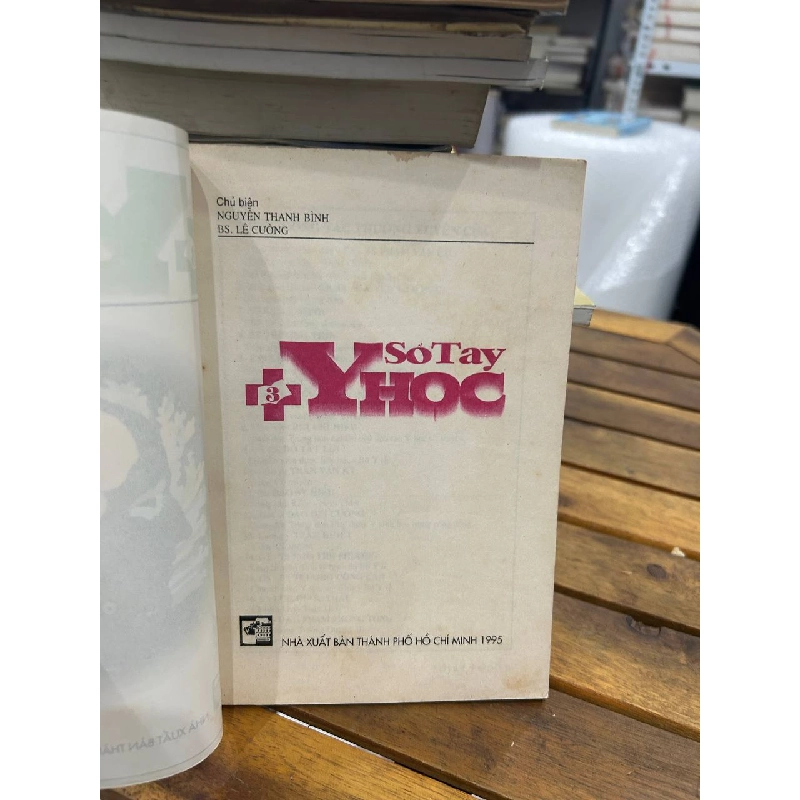 Chủ biện
NGUYỄN THANH BÌNH
BS. LÊ CƯỜNG
Sổ Tay
3 Y HỌC
NHÀ XUẤT BẢN THÀNH PHỐ HỒ CHÍ MINH 1995